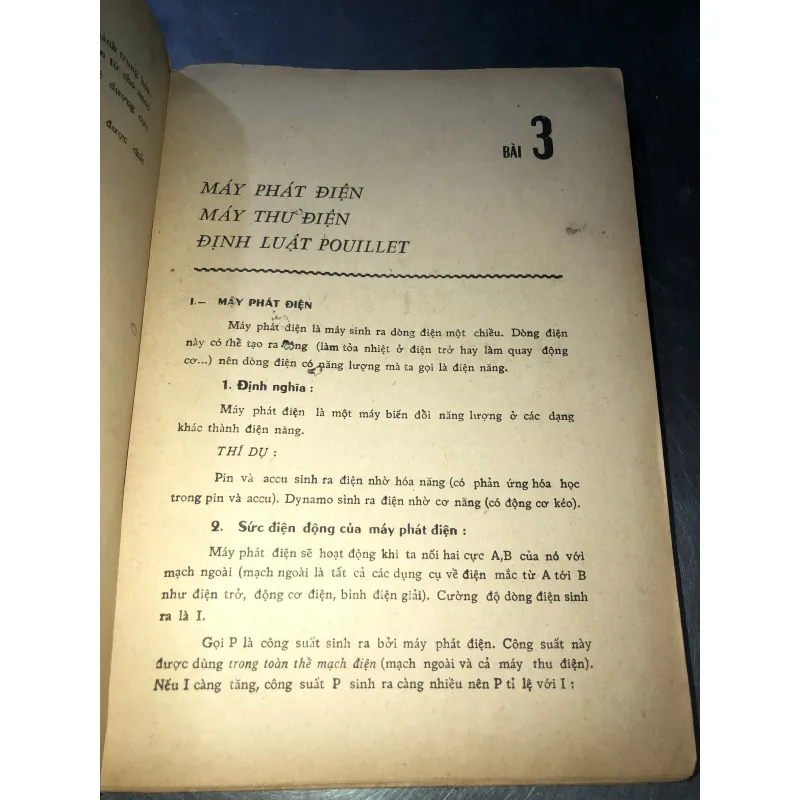 ành trung hòa.
n tử cho sang
dương cực
được chất
BÀI 3
MÁY PHÁT ĐIỆN
MÁY THU ĐIỆN
ĐỊNH LUẬT POUILLET
I.— MÁY PHÁT ĐIỆN
Máy phát điện là máy sinh ra dòng điện một chiều. Dòng điện
này có thể tạo ra công (làm tỏa nhiệt ở điện trở hay làm quay động
cơ...) nên dòng điện có năng lượng mà ta gọi là điện năng.
1. Định nghĩa :
Máy phát điện là một máy biến đổi năng lượng ở các dạng
khác thành điện năng.
THÍ DỤ :
Pin và accu sinh ra điện nhờ hóa năng (có phản ứng hóa học
trong pin và accu). Dynamo sinh ra điện nhờ cơ năng (có động cơ kéo).
2. Sức điện động của máy phát điện :
Máy phát điện sẽ hoạt động khi ta nối hai cực A,B của nó với
mạch ngoài (mạch ngoài là tất cả các dụng cụ về điện mắc từ A tới B
như điện trở, động cơ điện, bình điện giải). Cường độ dòng điện sinh
ra là I.
Gọi P là công suất sinh ra bởi máy phát điện. Công suất này
được dùng trong toàn thể mạch điện (mạch ngoài và cả máy thu điện).
Nếu I càng tăng, công suất P sinh ra càng nhiều nên P tỉ lệ với I :